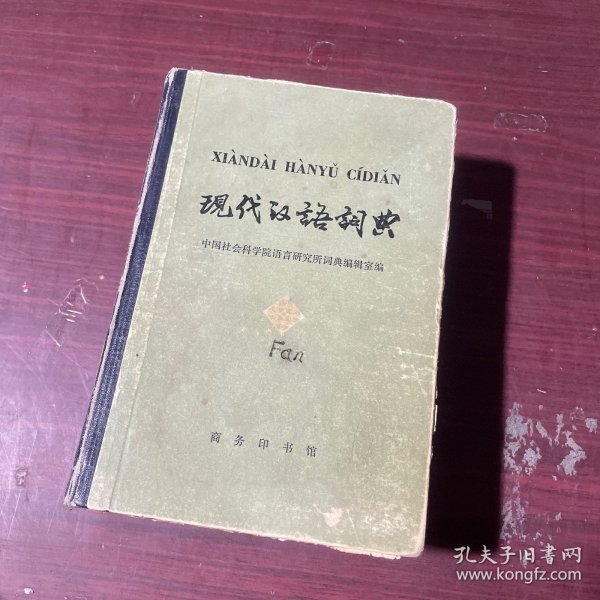 XIÀNDÀI HÀNYǓ CÍDIǍN
现代汉語词典
中国社会科学院语言研究所词典编辑室编
Fan
商务印书馆
孔夫子旧书网
www.kongfz.com